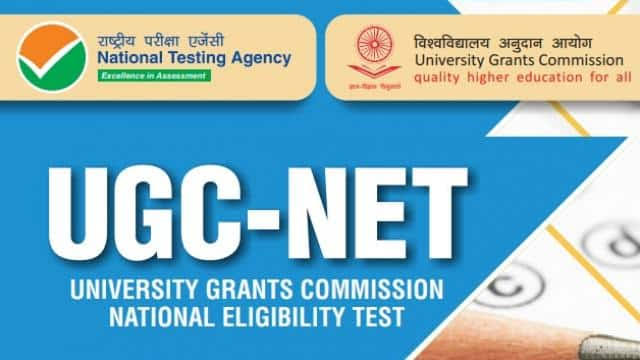 राष्ट्रीय परीक्षा एजेंसी
National Testing Agency
Excellence in Assessment
विश्वविद्यालय अनुदान आयोग
University Grants Commission
quality higher education for all
ज्ञान-विज्ञान विमुक्तये
UGC-NET
UNIVERSITY GRANTS COMMISSION
NATIONAL ELIGIBILITY TEST
C
d